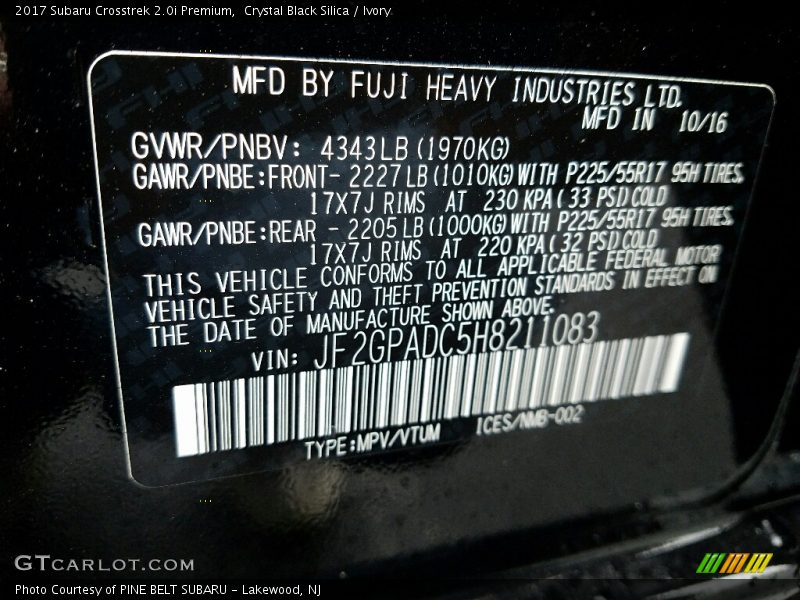 2017 Subaru Crosstrek 2.0i Premium,  Crystal Black Silica / Ivory
MFD BY FUJI HEAVY INDUSTRIES LTD.
MFD IN 10/16
GVWR/PNBV: 4343LB (1970KG)
GAWR/PNBE:FRONT- 2227LB (1010KG) WITH P225/55R17 95H TIRES,
17X7J RIMS AT 230 KPA ( 33 PSI) COLD
GAWR/PNBE:REAR - 2205LB (1000KG) WITH P225/55R17 95H TIRES,
17X7J RIMS AT 220 KPA ( 32 PSI) COLD
THIS VEHICLE CONFORMS TO ALL APPLICABLE FEDERAL MOTOR
VEHICLE SAFETY AND THEFT PREVENTION STANDARDS IN EFFECT ON
THE DATE OF MANUFACTURE SHOWN ABOVE.
VIN: JF2GPADC5H8211083
TYPE:MPV/VTUM ICES/NMB-002
GTCARLOT.COM
Photo Courtesy of PINE BELT SUBARU - Lakewood, NJ